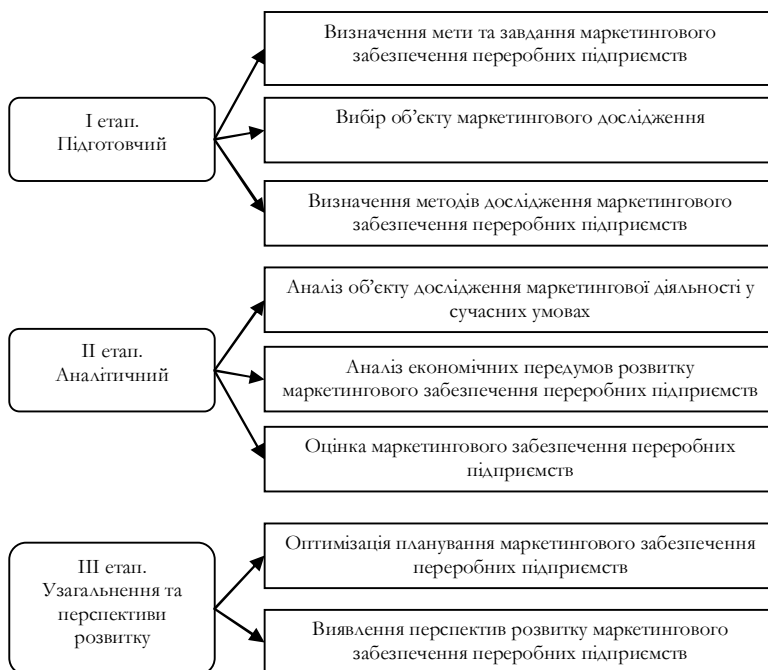 Визначення мети та завдання маркетингового
забезпечення переробних підприємств
І етап.
Підготовчий
Вибір об’єкту маркетингового дослідження
Визначення методів дослідження маркетингового
забезпечення переробних підприємств
Аналіз об’єкту дослідження маркетингової діяльності у
сучасних умовах
ІІ етап.
Аналітичний
Аналіз економічних передумов розвитку
маркетингового забезпечення переробних підприємств
Оцінка маркетингового забезпечення переробних
підприємств
ІІІ етап.
Узагальнення та
перспективи
розвитку
Оптимізація планування маркетингового забезпечення
переробних підприємств
Виявлення перспектив розвитку маркетингового
забезпечення переробних підприємств